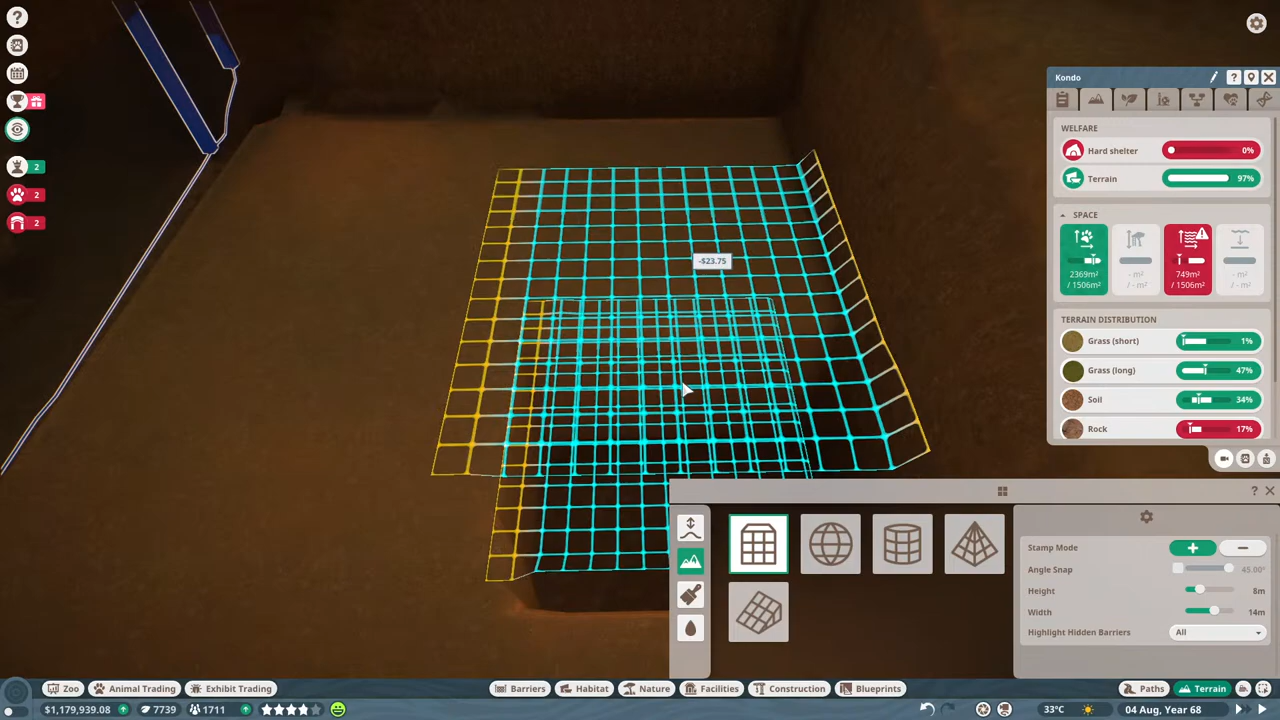 ?
2
2
2
Kondo
?
WELFARE
Hard shelter 0%
Terrain 97%
SPACE
2369m² / 1506m²
- m² / - m²
749m² / 1506m²
- m² / - m²
TERRAIN DISTRIBUTION
Grass (short) 1%
Grass (long) 47%
Soil 34%
Rock 17%
-$23.75
?
Stamp Mode
Angle Snap 45.00°
Height 8m
Width 14m
Highlight Hidden Barriers All
Zoo
Animal Trading
Exhibit Trading
Barriers
Habitat
Nature
Facilities
Construction
Blueprints
Paths
Terrain
$1,179,939.08
7739
1711
33°C
04 Aug, Year 68